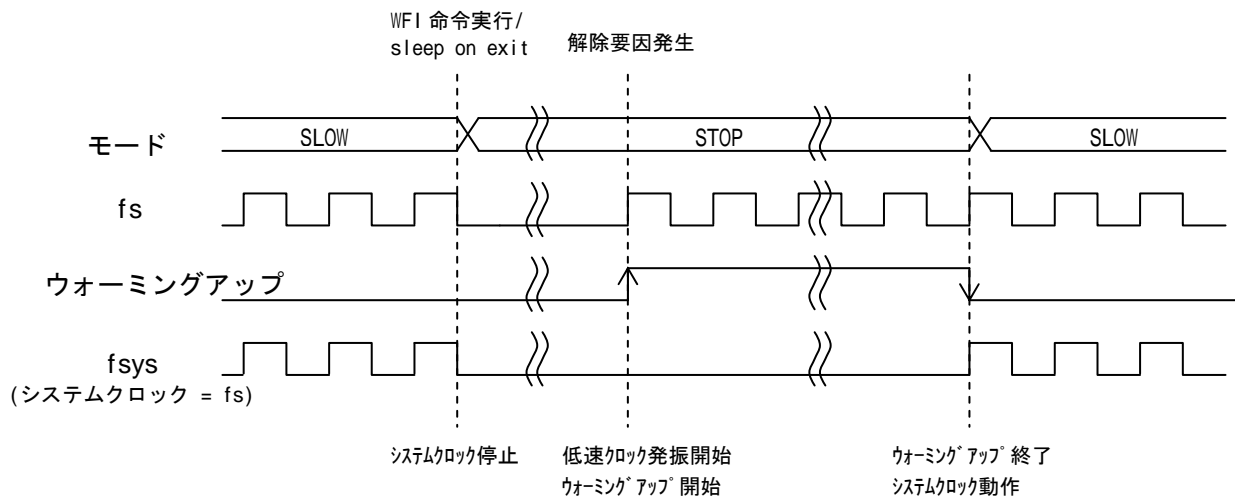 WFI 命令実行/
sleep on exit
解除要因発生
モード
SLOW
STOP
SLOW
fs
ウォーミングアップ
fsys
(システムクロック = fs)
ｼｽﾃﾑｸﾛｯｸ停止
低速ｸﾛｯｸ発振開始
ｳｫｰﾐﾝｸﾞｱｯﾌﾟ開始
ｳｫｰﾐﾝｸﾞｱｯﾌﾟ終了
ｼｽﾃﾑｸﾛｯｸ動作